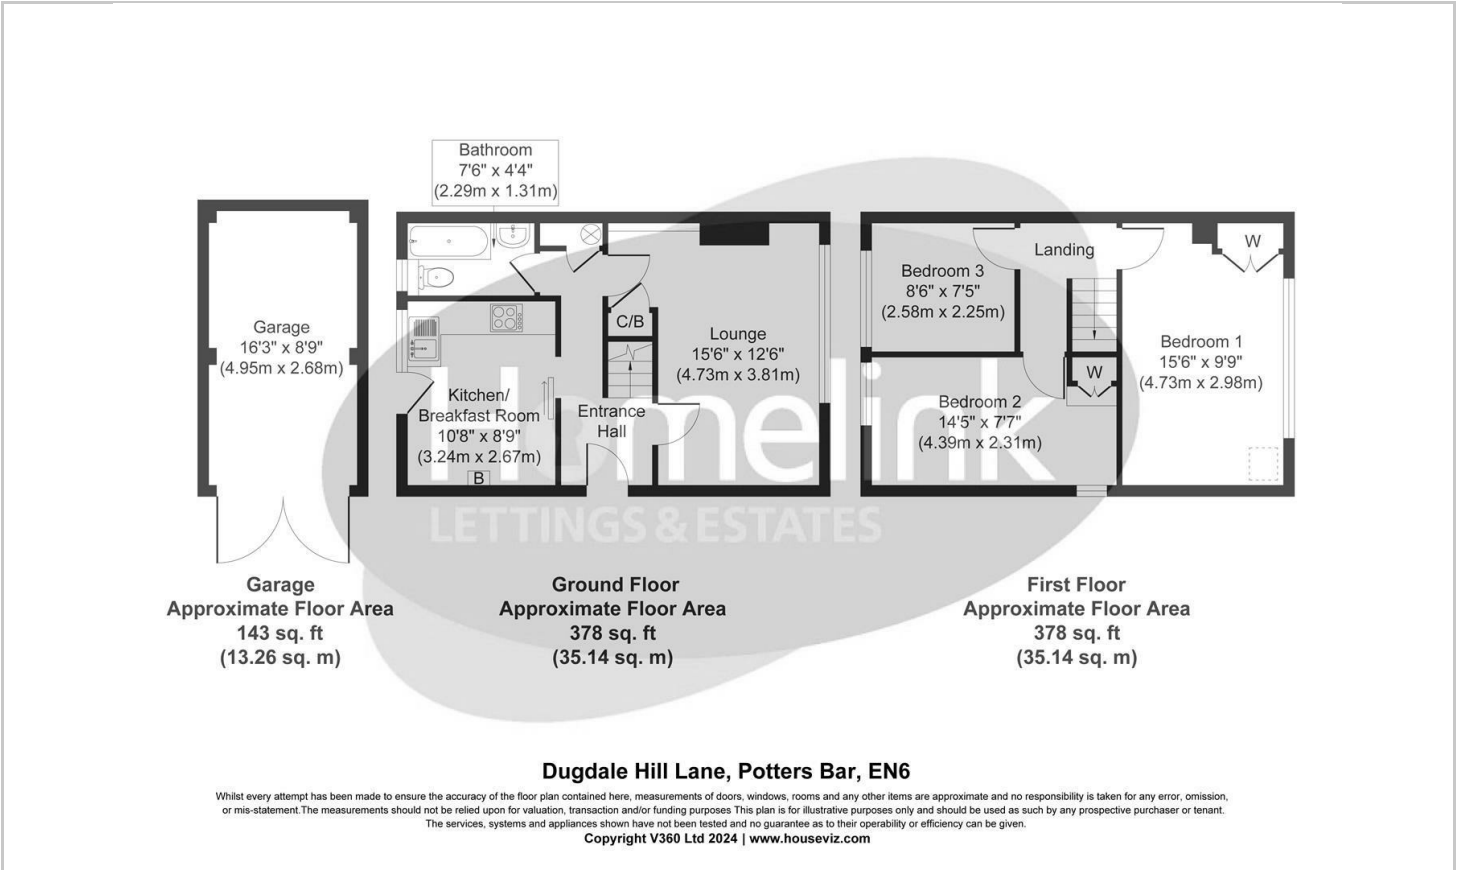 Bathroom
7'6" x 4'4"
(2.29m x 1.31m)
Garage
16'3" x 8'9"
(4.95m x 2.68m)
Kitchen/
Breakfast Room
10'8" x 8'9"
(3.24m x 2.67m)
B
C/B
Entrance
Hall
Lounge
15'6" x 12'6"
(4.73m x 3.81m)
Bedroom 3
8'6" x 7'5"
(2.58m x 2.25m)
Landing
W
Bedroom 1
15'6" x 9'9"
(4.73m x 2.98m)
W
Bedroom 2
14'5" x 7'7"
(4.39m x 2.31m)
Homelink
LETTINGS & ESTATES
Garage
Approximate Floor Area
143 sq. ft
(13.26 sq. m)
Ground Floor
Approximate Floor Area
378 sq. ft
(35.14 sq. m)
First Floor
Approximate Floor Area
378 sq. ft
(35.14 sq. m)
Dugdale Hill Lane, Potters Bar, EN6
Whilst every attempt has been made to ensure the accuracy of the floor plan contained here, measurements of doors, windows, rooms and any other items are approximate and no responsibility is taken for any error, omission,
or mis-statement.The measurements should not be relied upon for valuation, transaction and/or funding purposes This plan is for illustrative purposes only and should be used as such by any prospective purchaser or tenant.
The services, systems and appliances shown have not been tested and no guarantee as to their operability or efficiency can be given.
Copyright V360 Ltd 2024 | www.houseviz.com